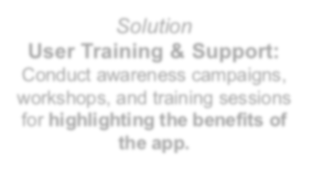 Solution
User Training & Support:
Conduct awareness campaigns,
workshops, and training sessions
for highlighting the benefits of
the app.